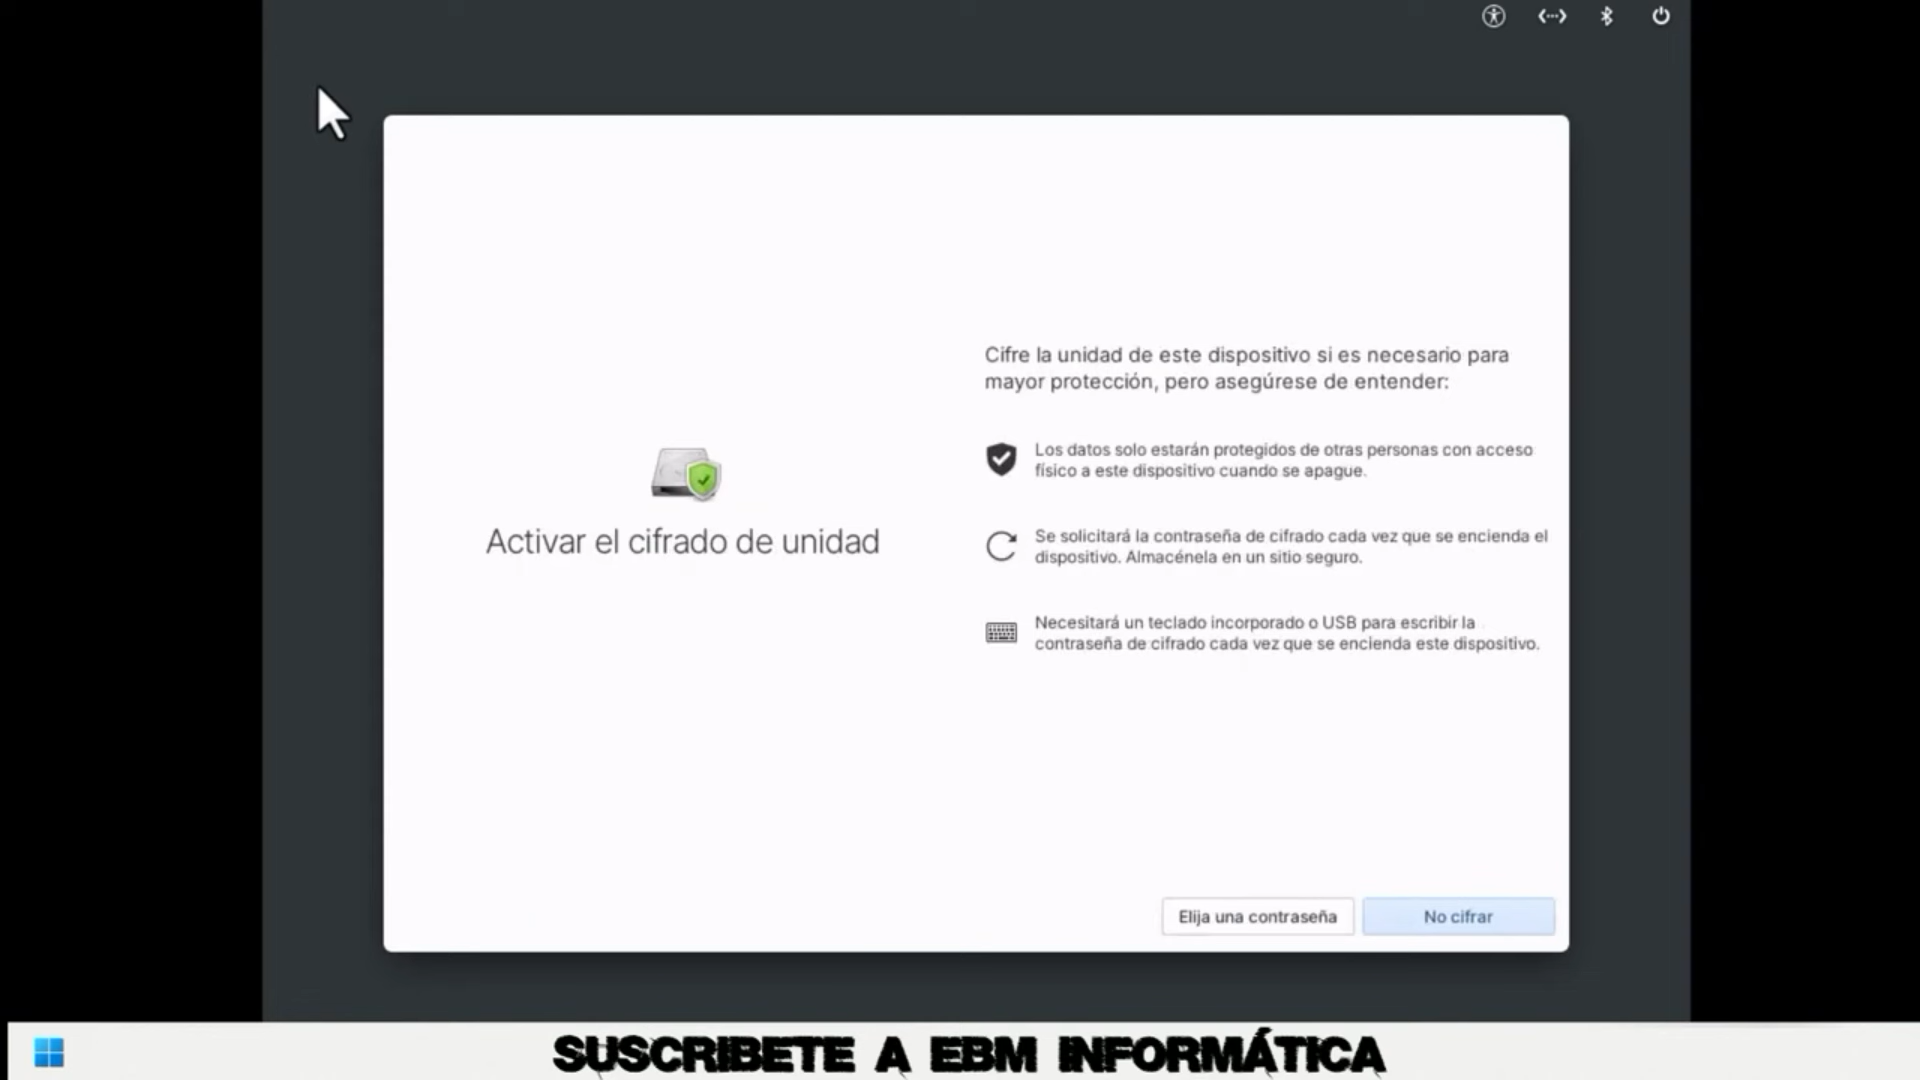 Cifre la unidad de este dispositivo si es necesario para
mayor protección, pero asegúrese de entender:
Los datos solo estarán protegidos de otras personas con acceso
físico a este dispositivo cuando se apague.
Activar el cifrado de unidad
Se solicitará la contraseña de cifrado cada vez que se encienda el
dispositivo. Almacénela en un sitio seguro.
Necesitará un teclado incorporado o USB para escribir la
contraseña de cifrado cada vez que se encienda este dispositivo.
Elija una contraseña
No cifrar
SUSCRIBETE A EBM INFORMÁTICA